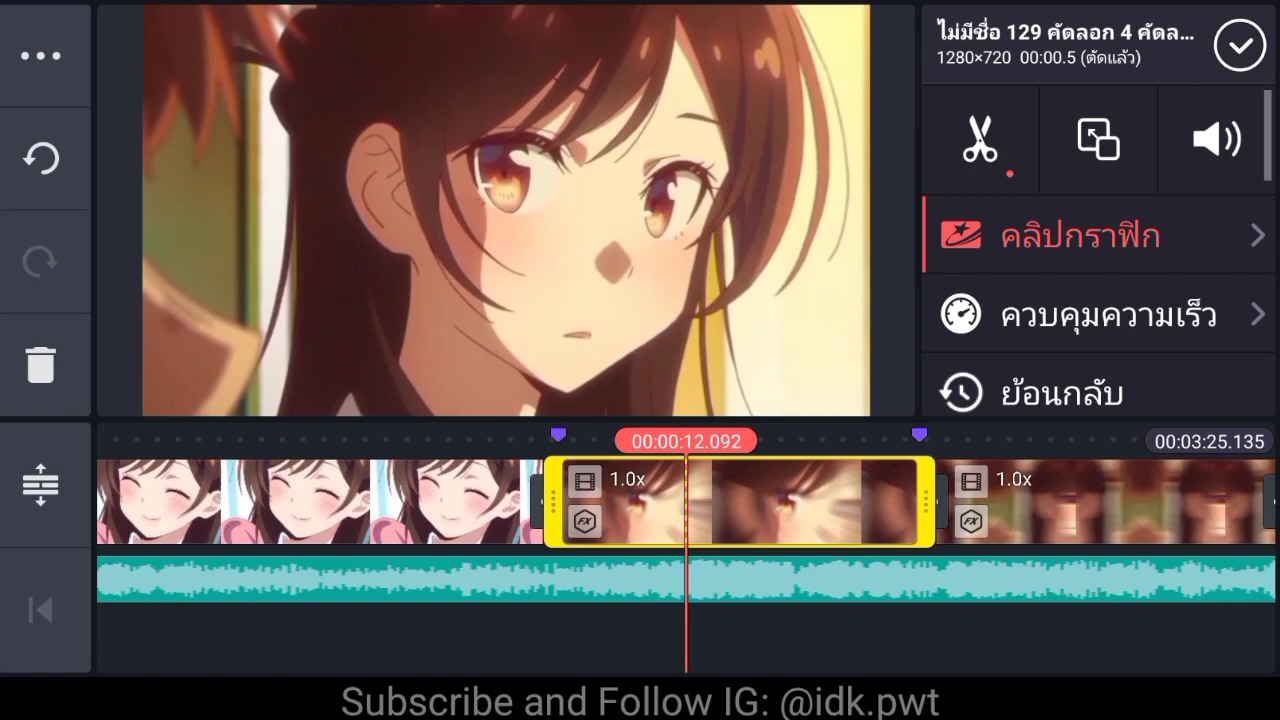 ไม่มีชื่อ 129 คัดลอก 4 คัดล...
1280×720 00:00.5 (ตัดแล้ว)
คลิปกราฟิก
ควบคุมความเร็ว
ย้อนกลับ
00:00:12.092
00:03:25.135
1.0x
1.0x
FX
FX
Subscribe and Follow IG: @idk.pwt